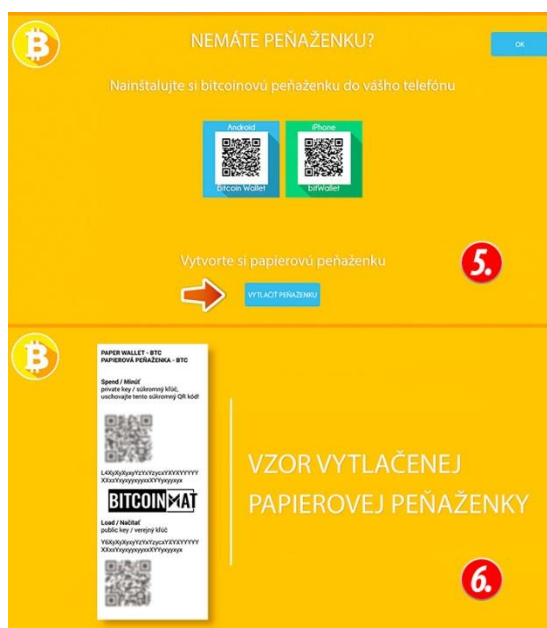 NEMÁTE PEŇAŽENKU?
OK
Nainštalujte si bitcoinovú peňaženku do vášho telefónu
Android
iPhone
Bitcoin Wallet
bitWallet
Vytvorte si papierovú peňaženku
5.
VYTLAČIŤ PEŇAŽENKU
PAPER WALLET - BTC
PAPIEROVÁ PEŇAŽENKA - BTC
Spend / Minúť
private key / súkromný kľúč,
uschovajte tento súkromný QR kód!
BITCOINMAT
Load / Načítať
public key / verejný kľúč
VZOR VYTLAČENEJ
PAPIEROVEJ PEŇAŽENKY
6.